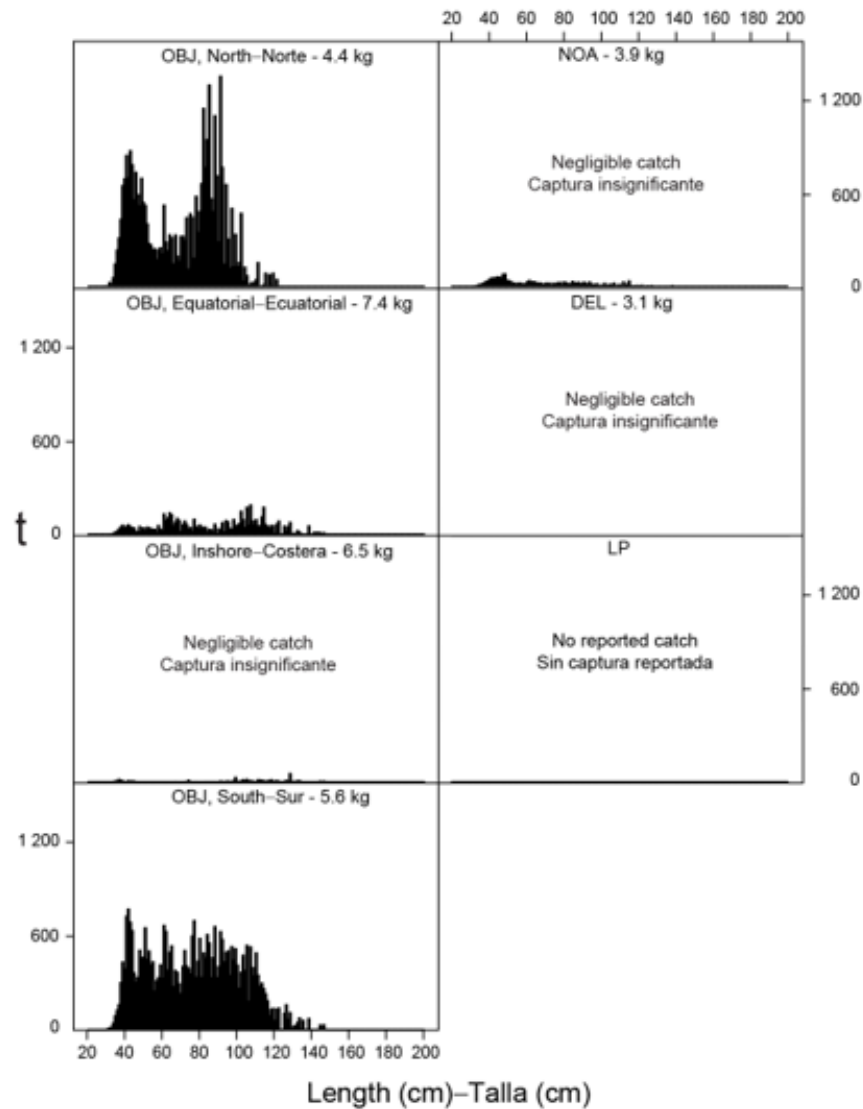 20 40 60 80 100 120 140 160 180 200
OBJ, North–Norte - 4.4 kg
NOA - 3.9 kg
1 200
Negligible catch
Captura insignificante
600
0
OBJ, Equatorial–Ecuatorial - 7.4 kg
DEL - 3.1 kg
1 200
Negligible catch
Captura insignificante
600
t
0
OBJ, Inshore–Costera - 6.5 kg
LP
1 200
Negligible catch
Captura insignificante
No reported catch
Sin captura reportada
600
0
OBJ, South–Sur - 5.6 kg
1 200
600
0
20 40 60 80 100 120 140 160 180 200
Length (cm)–Talla (cm)